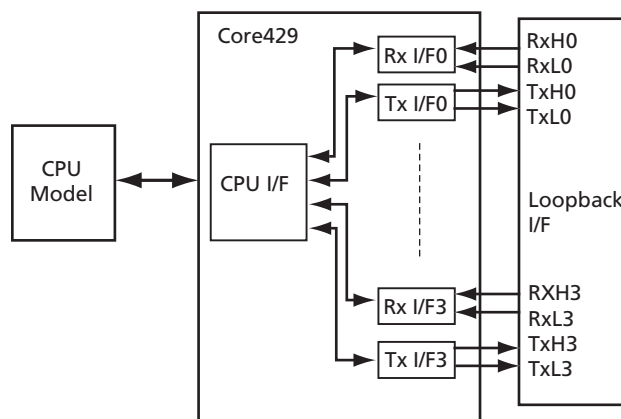 Core429
Rx I/F0
Tx I/F0
RxH0
RxL0
TxH0
TxL0
CPU
Model
CPU I/F
Loopback
I/F
Rx I/F3
Tx I/F3
RXH3
RxL3
TxH3
TxL3